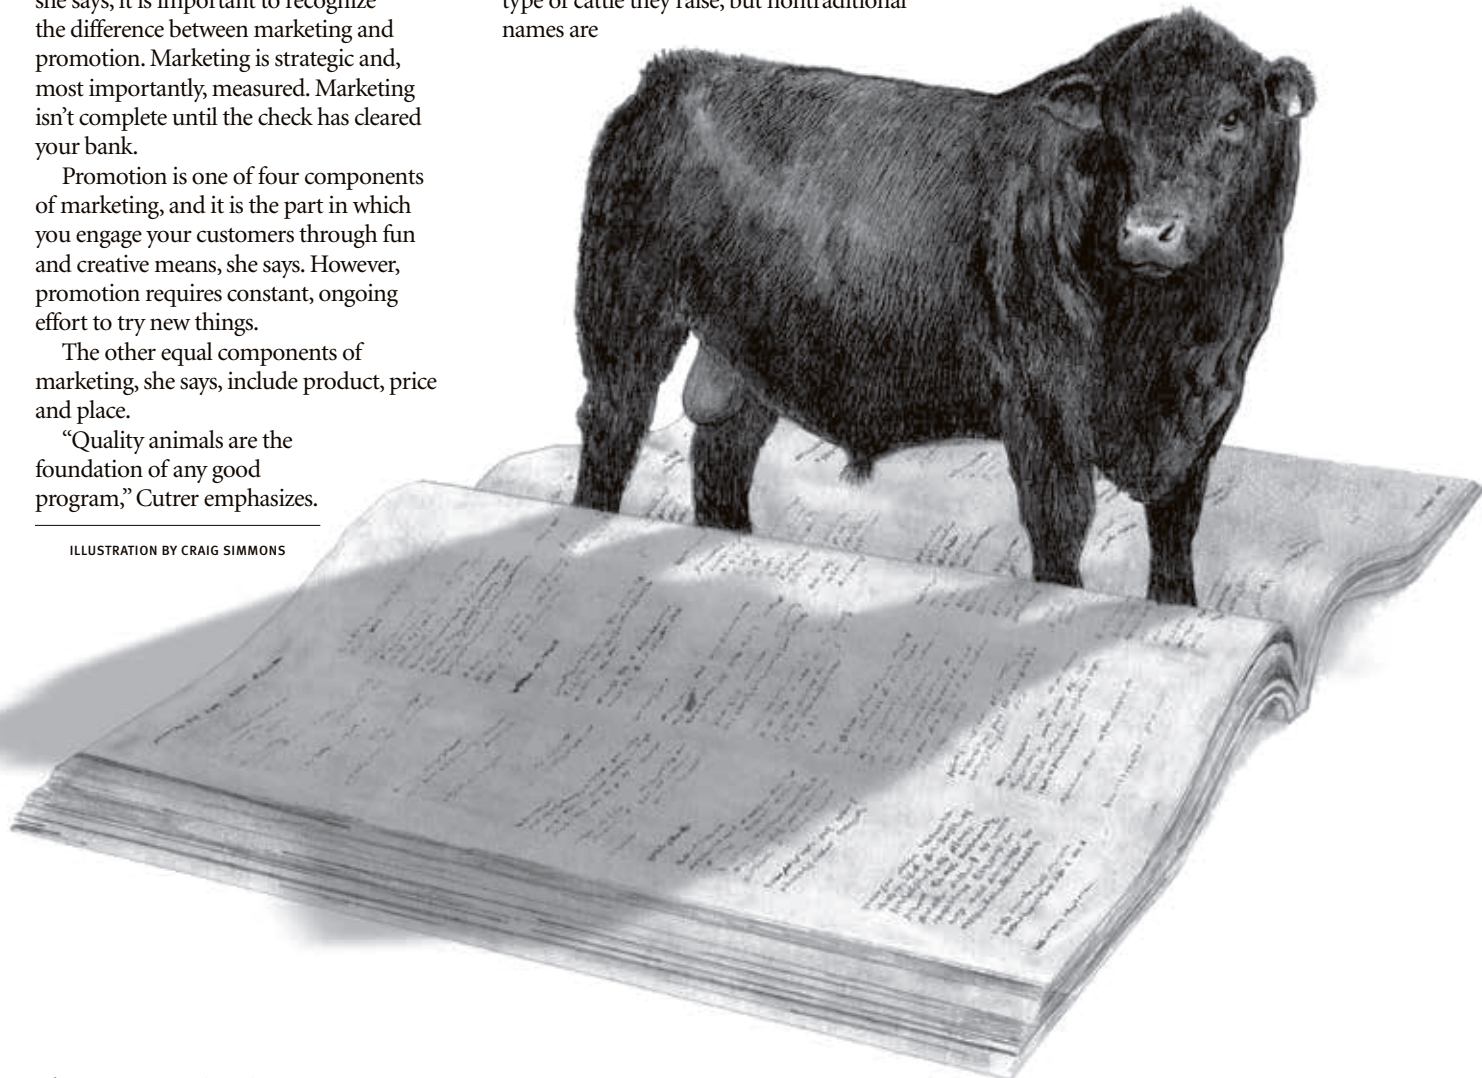 she says, it is important to recognize
the difference between marketing and
promotion. Marketing is strategic and,
most importantly, measured. Marketing
isn’t complete until the check has cleared
your bank.
Promotion is one of four components
of marketing, and it is the part in which
you engage your customers through fun
and creative means, she says. However,
promotion requires constant, ongoing
effort to try new things.
The other equal components of
marketing, she says, include product, price
and place.
“Quality animals are the
foundation of any good
program,” Cutrer emphasizes.
ILLUSTRATION BY CRAIG SIMMONS
type of cattle they raise, but nontraditional
names are